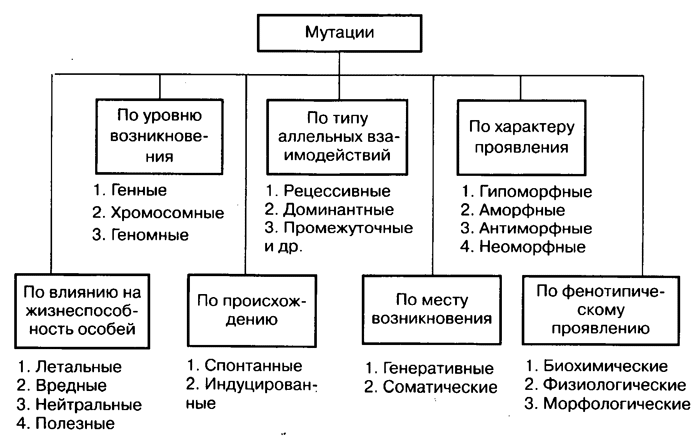 Мутации
По уровню
возникнове-
ния
1. Генные
2. Хромосомные
3. Геномные
По типу
аллельных вза-
имодействий
1. Рецессивные
2. Доминантные
3. Промежуточные
и др.
По характеру
проявления
1. Гипоморфные
2. Аморфные
3. Антиморфные
4. Неоморфные
По влиянию на
жизнеспособ-
ность особей
1. Летальные
2. Вредные
3. Нейтральные
4. Полезные
По происхож-
дению
1. Спонтанные
2. Индуцирован-
ные
По месту
возникновения
1. Генеративные
2. Соматические
По фенотипиче-
скому
проявлению
1. Биохимические
2. Физиологические
3. Морфологические